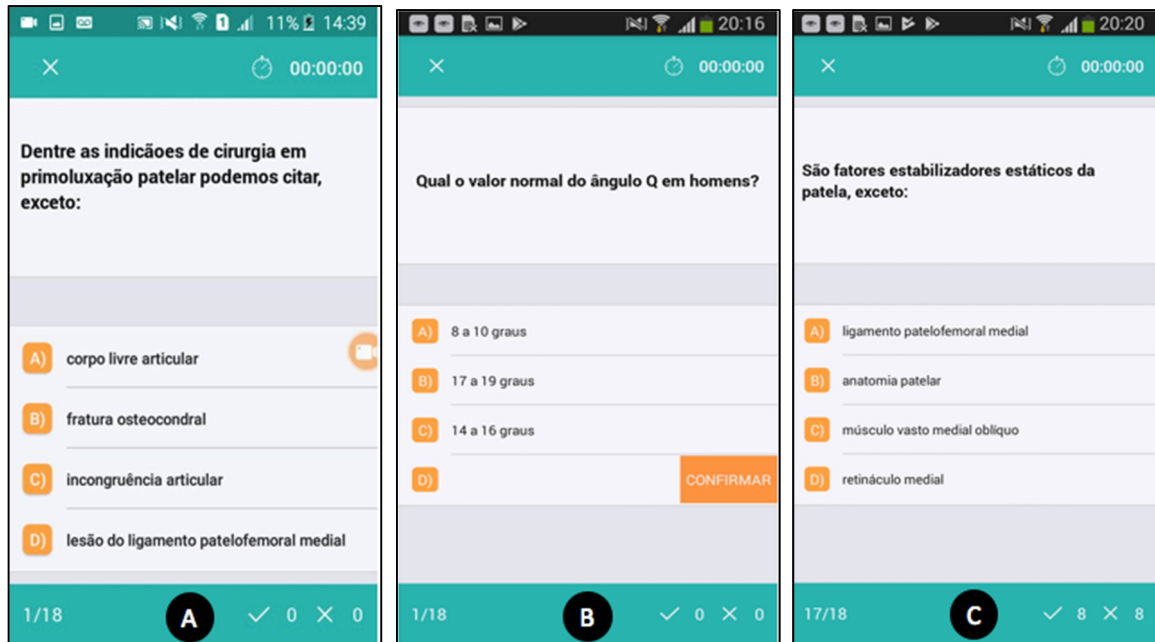 11% 14:39
00:00:00
Dentre as indicãoes de cirurgia em
primoluxação patelar podemos citar,
exceto:
A) corpo livre articular
B) fratura osteocondral
C) incongruência articular
D) lesão do ligamento patelofemoral medial
1/18 0 0
A
20:16
00:00:00
Qual o valor normal do ângulo Q em homens?
A) 8 a 10 graus
B) 17 a 19 graus
C) 14 a 16 graus
D) CONFIRMAR
1/18 0 0
B
20:20
00:00:00
São fatores estabilizadores estáticos da
patela, exceto:
A) ligamento patelofemoral medial
B) anatomia patelar
C) músculo vasto medial oblíquo
D) retináculo medial
17/18 8 8
C